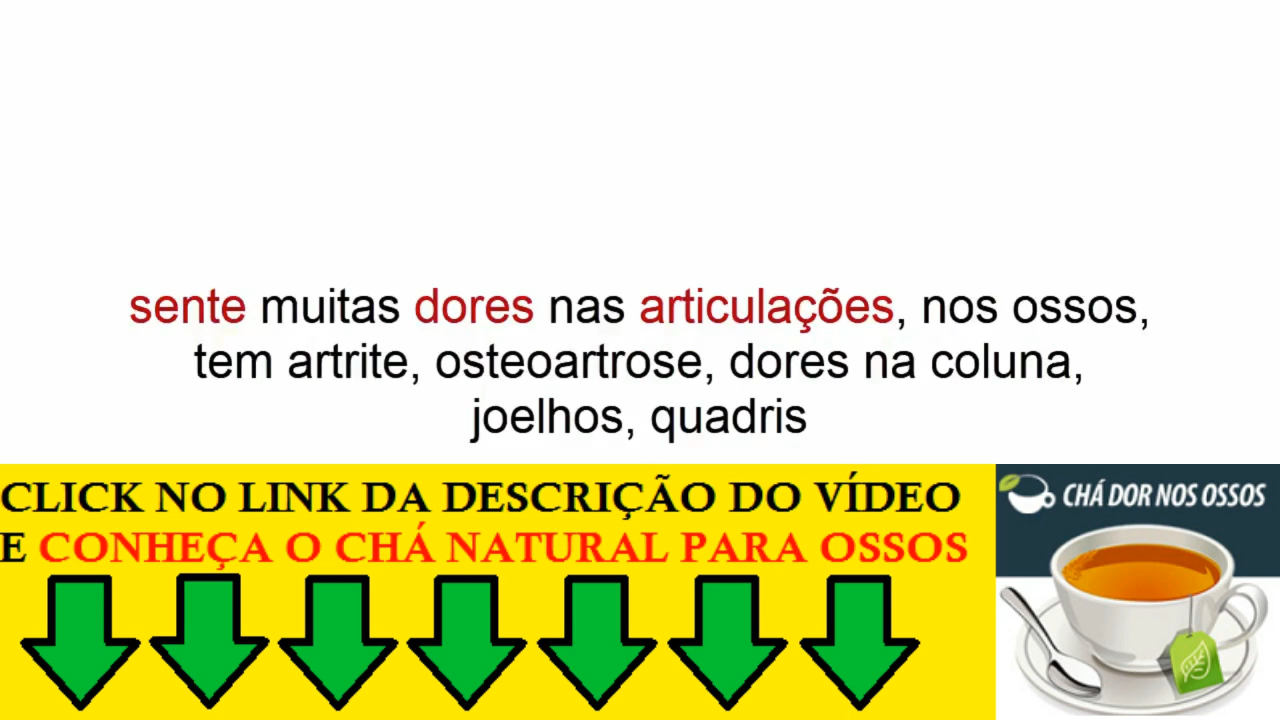 sente muitas dores nas articulações, nos ossos,
tem artrite, osteoartrose, dores na coluna,
joelhos, quadris
CLICK NO LINK DA DESCRIÇÃO DO VÍDEO
E CONHEÇA O CHÁ NATURAL PARA OSSOS
CHÁ DOR NOS OSSOS